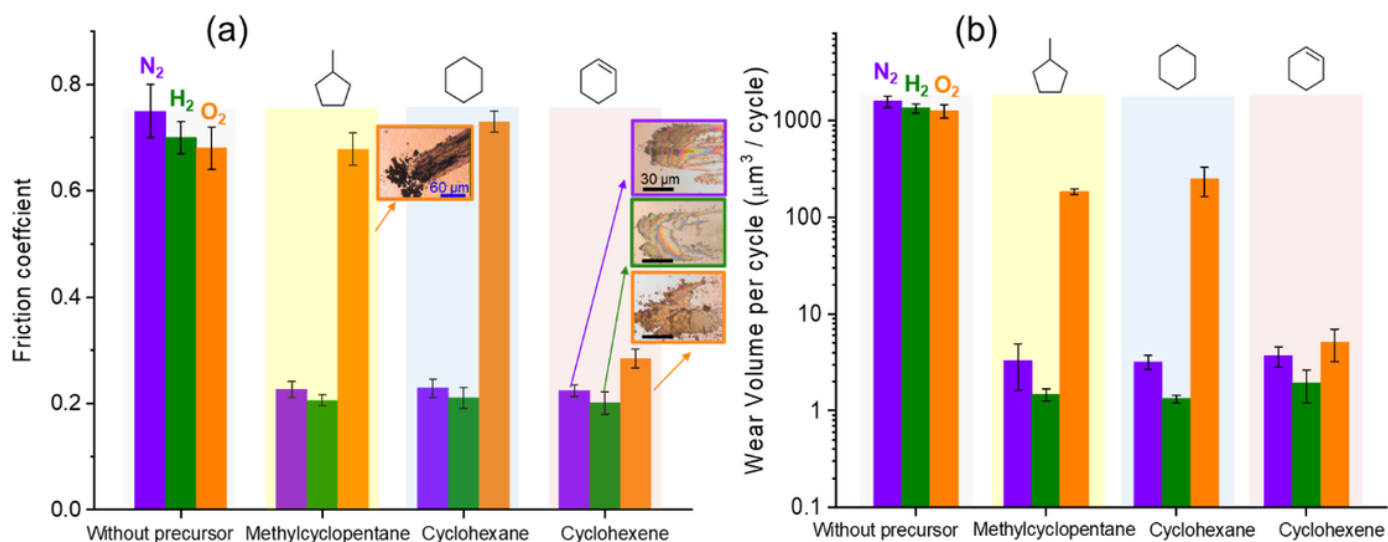 (a)
Friction coeffcient
0.8
0.6
0.4
0.2
0.0
N₂
H₂
O₂
60 μm
30 μm
Without precursor
Methylcyclopentane
Cyclohexane
Cyclohexene
(b)
Wear Volume per cycle (μm³ / cycle)
1000
100
10
1
0.1
N₂
H₂
O₂
Without precursor
Methylcyclopentane
Cyclohexane
Cyclohexene